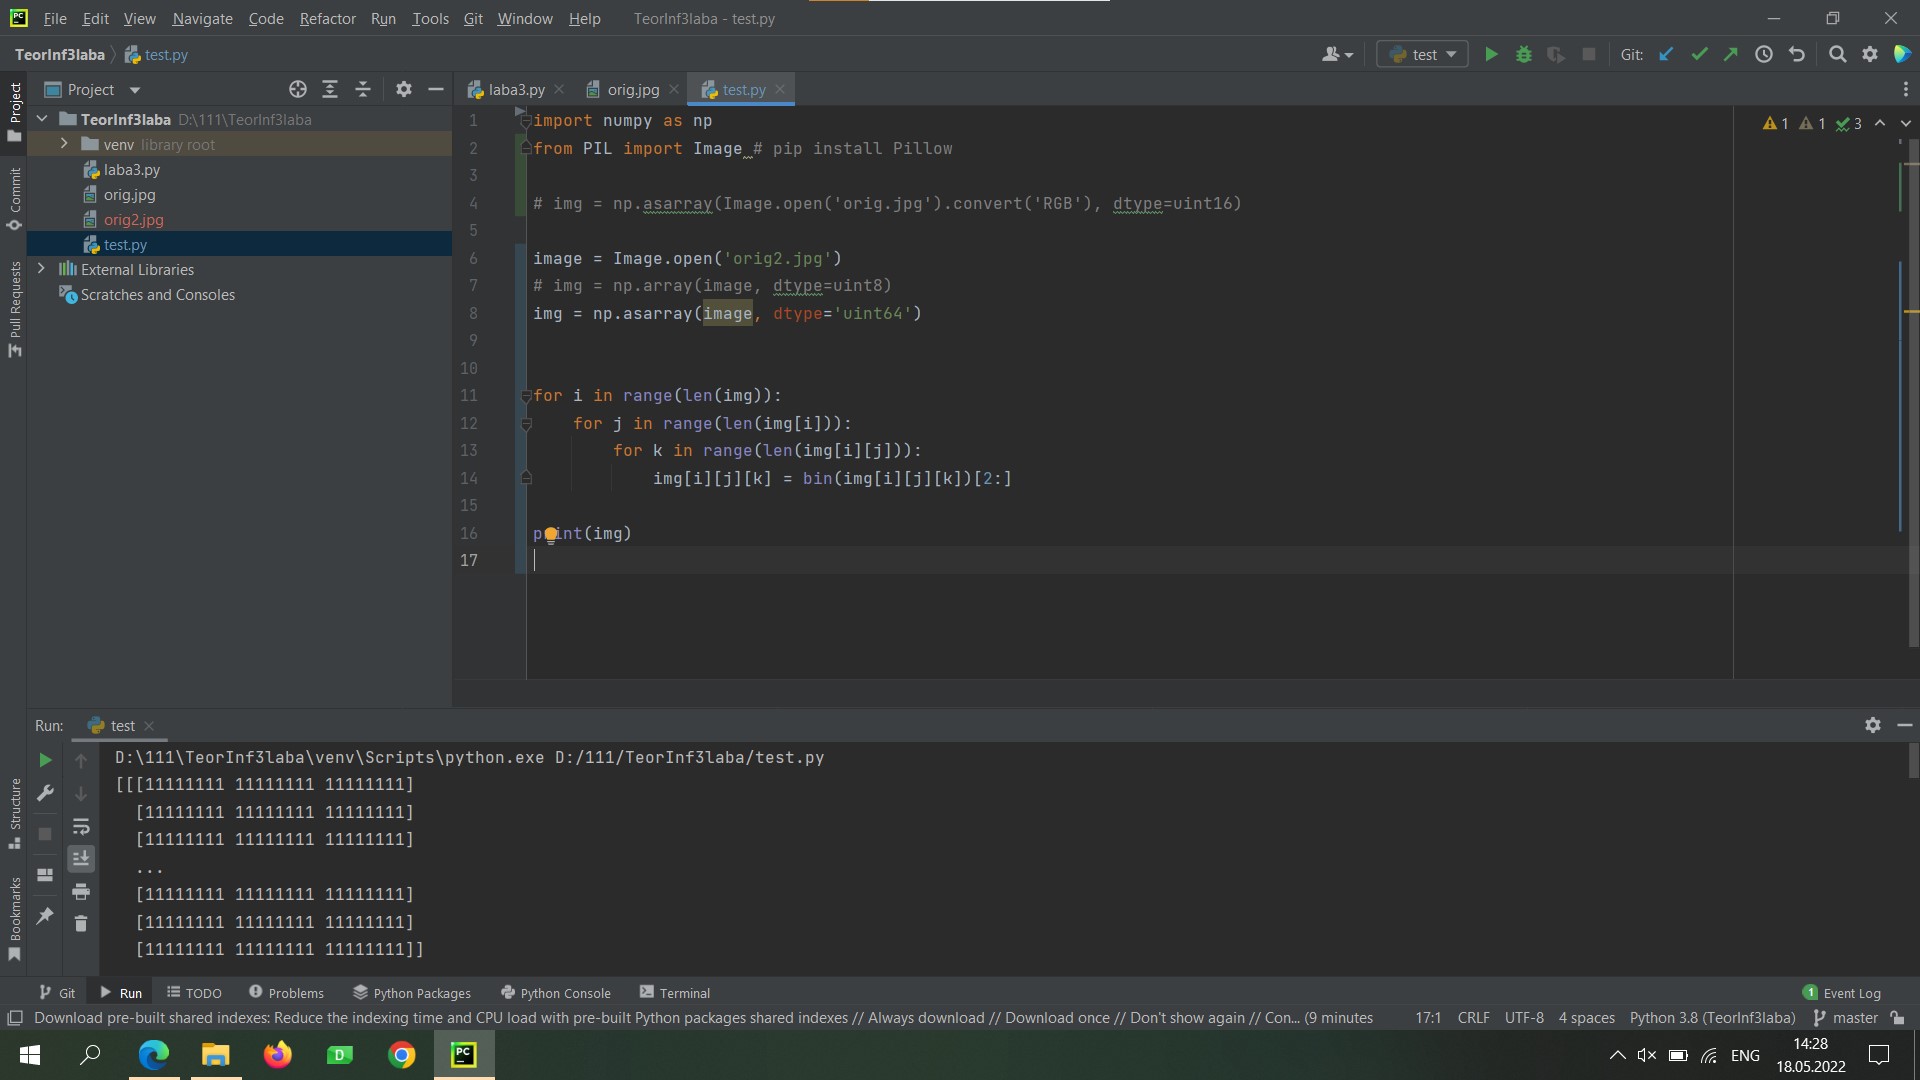 File Edit View Navigate Code Refactor Run Tools Git Window Help TeorInf3laba - test.py
TeorInf3laba test.py test Git:
Project laba3.py orig.jpg test.py
TeorInf3laba D:\111\TeorInf3laba
venv library root
laba3.py
orig.jpg
orig2.jpg
test.py
External Libraries
Scratches and Consoles
Project
Commit
Pull Requests
Structure
Bookmarks
1 import numpy as np
2 from PIL import Image # pip install Pillow
3
4 # img = np.asarray(Image.open('orig.jpg').convert('RGB'), dtype=uint16)
5
6 image = Image.open('orig2.jpg')
7 # img = np.array(image, dtype=uint8)
8 img = np.asarray(image, dtype='uint64')
9
10
11 for i in range(len(img)):
12 for j in range(len(img[i])):
13 for k in range(len(img[i][j])):
14 img[i][j][k] = bin(img[i][j][k])[2:]
15
16 print(img)
17
1 1 3
Run: test
D:\111\TeorInf3laba\venv\Scripts\python.exe D:/111/TeorInf3laba/test.py
[[[11111111 11111111 11111111]
[11111111 11111111 11111111]
[11111111 11111111 11111111]
...
[11111111 11111111 11111111]
[11111111 11111111 11111111]
[11111111 11111111 11111111]]
Git Run TODO Problems Python Packages Python Console Terminal 1 Event Log
Download pre-built shared indexes: Reduce the indexing time and CPU load with pre-built Python packages shared indexes // Always download // Download once // Don't show again // Con... (9 minutes 17:1 CRLF UTF-8 4 spaces Python 3.8 (TeorInf3laba) master
PC D PC ENG 14:28
18.05.2022